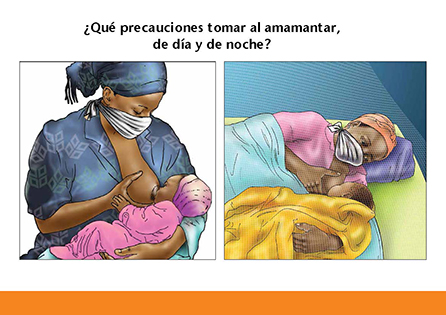 ¿Qué precauciones tomar al amamantar,
de día y de noche?